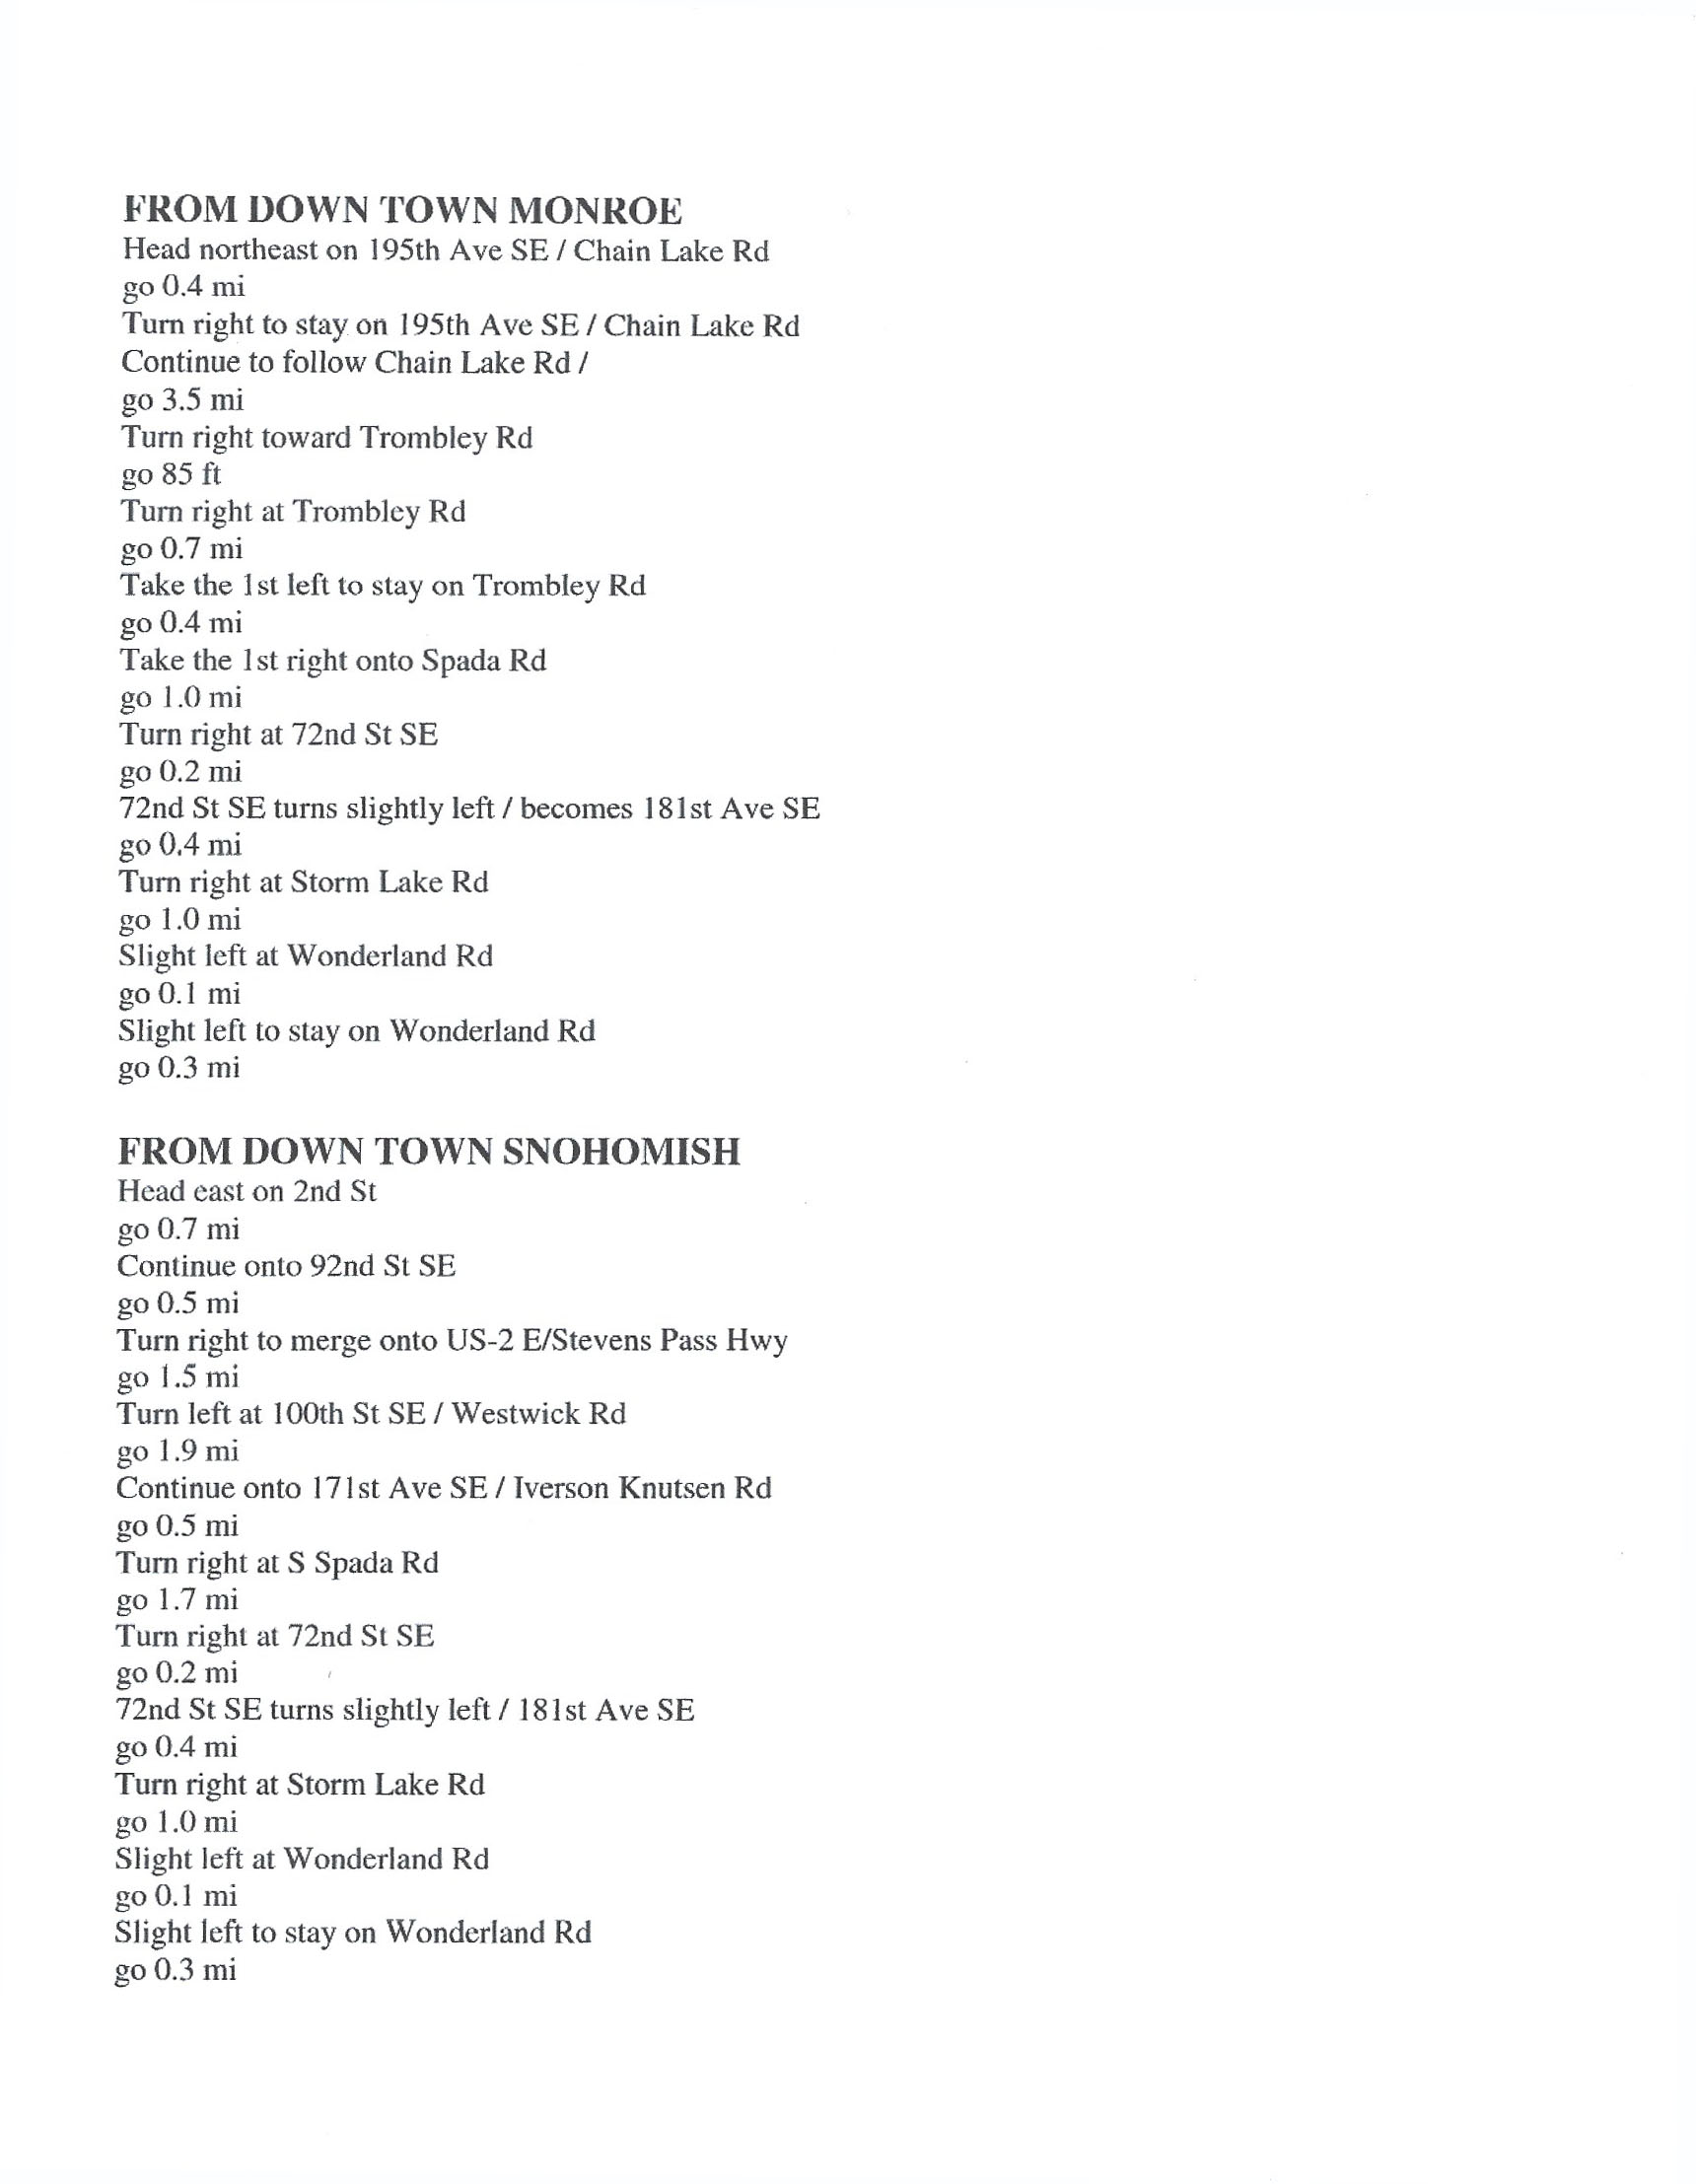 FROM DOWN TOWN MONROE
Head northeast on 195th Ave SE / Chain Lake Rd
go 0.4 mi
Turn right to stay on 195th Ave SE / Chain Lake Rd
Continue to follow Chain Lake Rd /
go 3.5 mi
Turn right toward Trombley Rd
go 85 ft
Turn right at Trombley Rd
go 0.7 mi
Take the 1st left to stay on Trombley Rd
go 0.4 mi
Take the 1st right onto Spada Rd
go 1.0 mi
Turn right at 72nd St SE
go 0.2 mi
72nd St SE turns slightly left / becomes 181st Ave SE
go 0.4 mi
Turn right at Storm Lake Rd
go 1.0 mi
Slight left at Wonderland Rd
go 0.1 mi
Slight left to stay on Wonderland Rd
go 0.3 mi
FROM DOWN TOWN SNOHOMISH
Head east on 2nd St
go 0.7 mi
Continue onto 92nd St SE
go 0.5 mi
Turn right to merge onto US-2 E/Stevens Pass Hwy
go 1.5 mi
Turn left at 100th St SE / Westwick Rd
go 1.9 mi
Continue onto 171st Ave SE / Iverson Knutsen Rd
go 0.5 mi
Turn right at S Spada Rd
go 1.7 mi
Turn right at 72nd St SE
go 0.2 mi
72nd St SE turns slightly left / 181st Ave SE
go 0.4 mi
Turn right at Storm Lake Rd
go 1.0 mi
Slight left at Wonderland Rd
go 0.1 mi
Slight left to stay on Wonderland Rd
go 0.3 mi